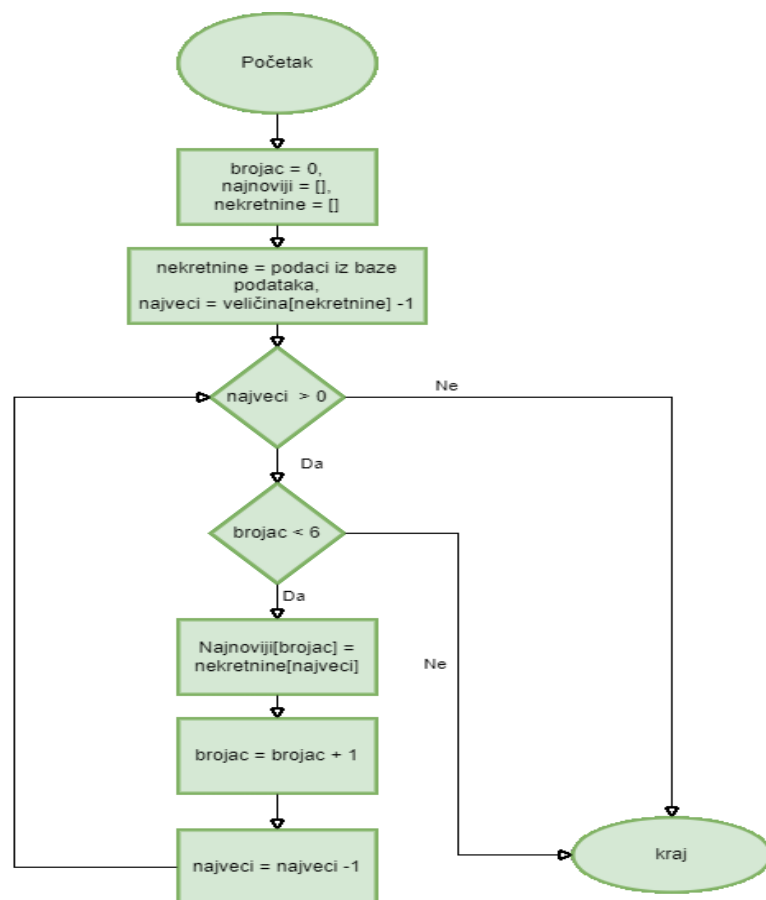 Početak
brojac = 0,
najnoviji = [],
nekretnine = []
nekretnine = podaci iz baze
podataka,
najveci = veličina[nekretnine] -1
najveci > 0
Ne
Da
brojac < 6
Da
Najnoviji[brojac] =
nekretnine[najveci]
Ne
brojac = brojac + 1
najveci = najveci -1
kraj